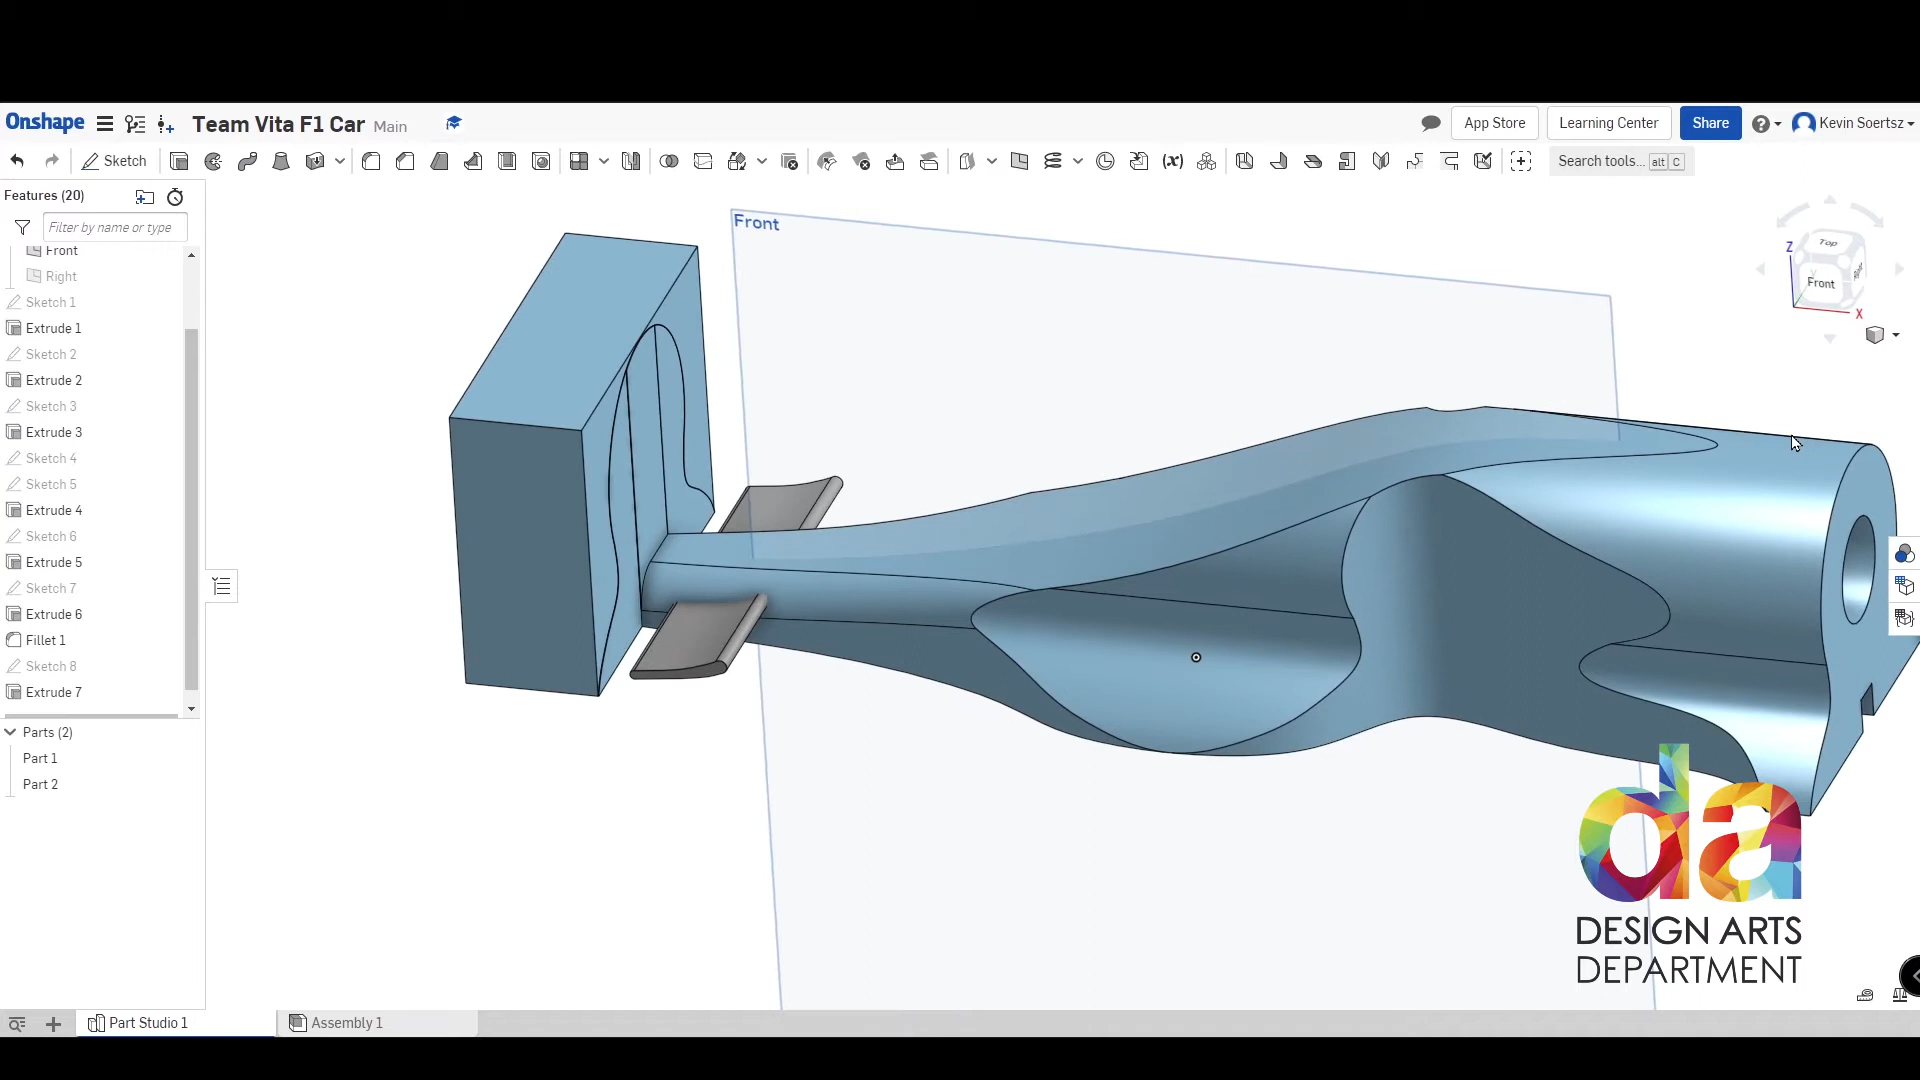 Onshape
Team Vita F1 Car Main
App Store
Learning Center
Share
Kevin Soertsz
Sketch
Search tools... alt C
Features (20)
Filter by name or type
Front
Right
Sketch 1
Extrude 1
Sketch 2
Extrude 2
Sketch 3
Extrude 3
Sketch 4
Sketch 5
Extrude 4
Sketch 6
Extrude 5
Sketch 7
Extrude 6
Fillet 1
Sketch 8
Extrude 7
Parts (2)
Part 1
Part 2
Front
Z
Top
Y
Front
Right
X
da
DESIGN ARTS
DEPARTMENT
Part Studio 1
Assembly 1